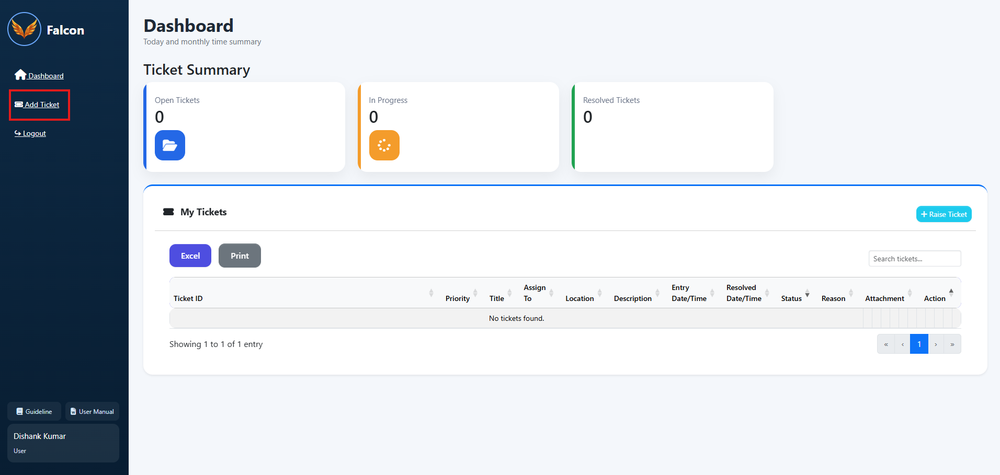 Falcon
Dashboard
Add Ticket
Logout
Guideline
User Manual
Dishank Kumar
User
Dashboard
Today and monthly time summary
Ticket Summary
Open Tickets
0
In Progress
0
Resolved Tickets
0
My Tickets
+ Raise Ticket
Excel
Print
Search tickets...
Ticket ID
Priority
Title
Assign To
Location
Description
Entry Date/Time
Resolved Date/Time
Status
Reason
Attachment
Action
No tickets found.
Showing 1 to 1 of 1 entry
« ‹ 1 › »